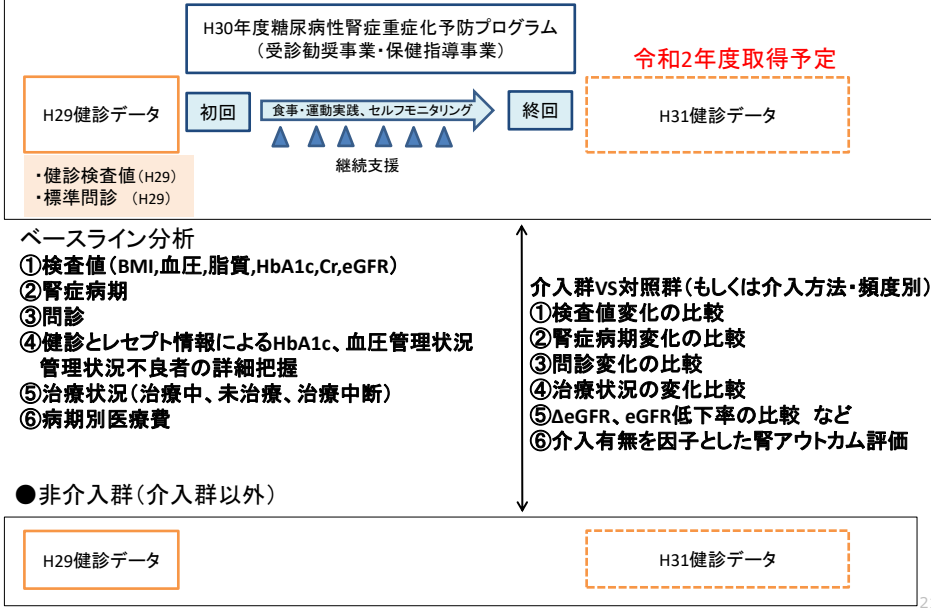 H30年度糖尿病性腎症重症化予防プログラム
（受診勧奨事業・保健指導事業）
令和2年度取得予定
H29健診データ
初回
食事・運動実践、セルフモニタリング
終回
H31健診データ
継続支援
・健診検査値(H29)
・標準問診 (H29)
ベースライン分析
①検査値（BMI,血圧,脂質,HbA1c,Cr,eGFR）
②腎症病期
③問診
④健診とレセプト情報によるHbA1c、血圧管理状況
管理状況不良者の詳細把握
⑤治療状況（治療中、未治療、治療中断）
⑥病期別医療費
介入群VS対照群（もしくは介入方法・頻度別）
①検査値変化の比較
②腎症病期変化の比較
③問診変化の比較
④治療状況の変化比較
⑤ΔeGFR、eGFR低下率の比較 など
⑥介入有無を因子とした腎アウトカム評価
●非介入群（介入群以外）
H29健診データ
H31健診データ